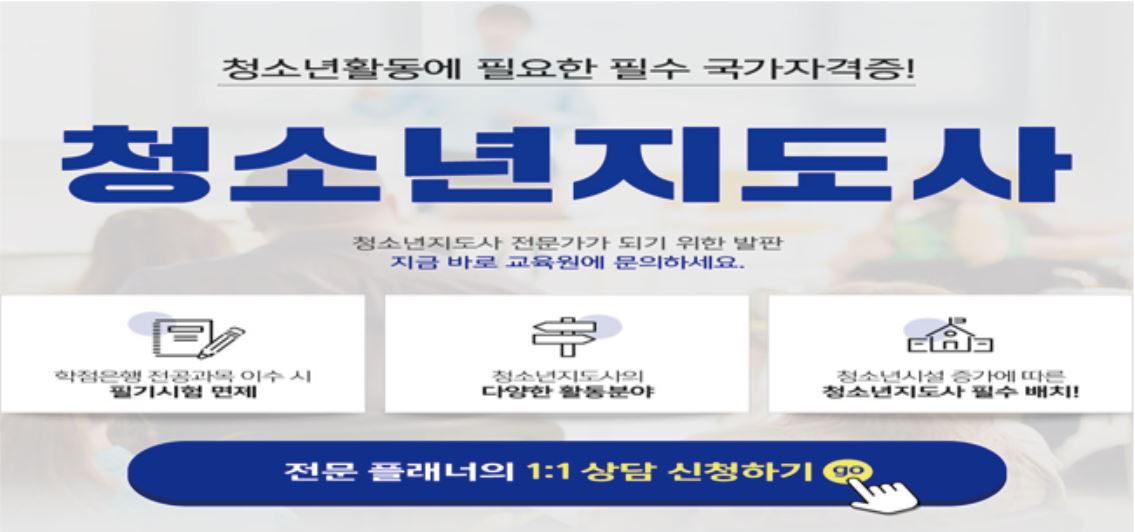 청소년활동에 필요한 필수 국가자격증!
청소년지도사
청소년지도사 전문가가 되기 위한 발판
지금 바로 교육원에 문의하세요.
학점은행 전공과목 이수 시
필기시험 면제
청소년지도사의
다양한 활동분야
청소년시설 증가에 따른
청소년지도사 필수 배치!
전문 플래너의 1:1 상담 신청하기 go